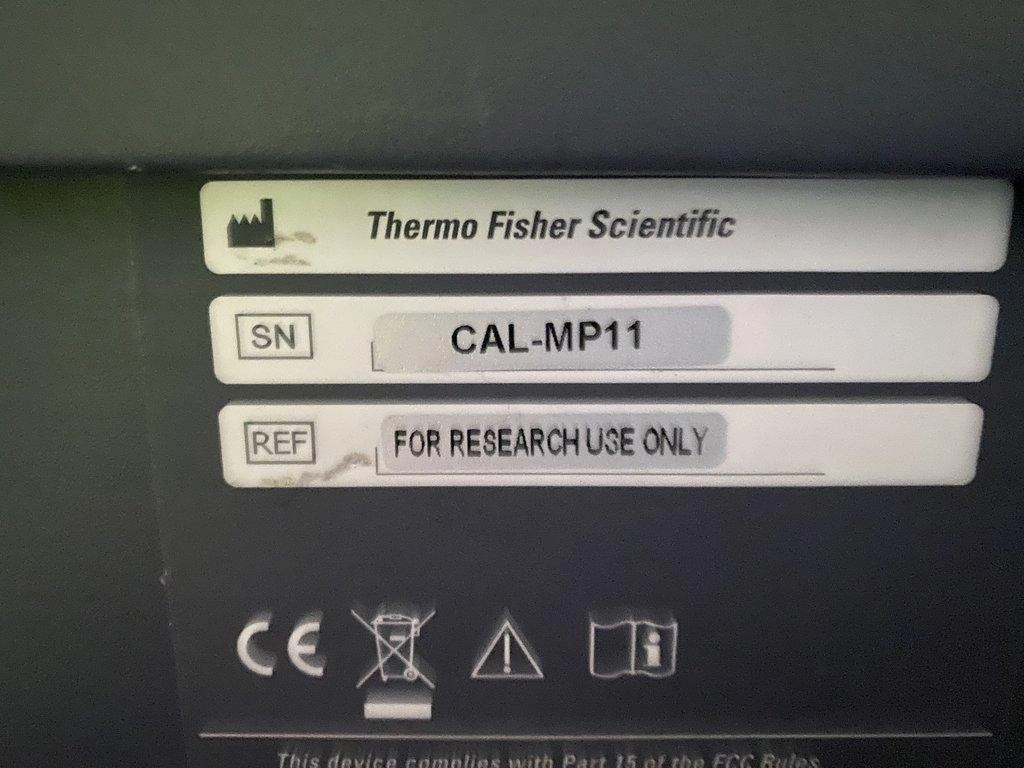 Thermo Fisher Scientific
SN CAL-MP11
REF FOR RESEARCH USE ONLY
CE
i
This device complies with Part 15 of the FCC Rules